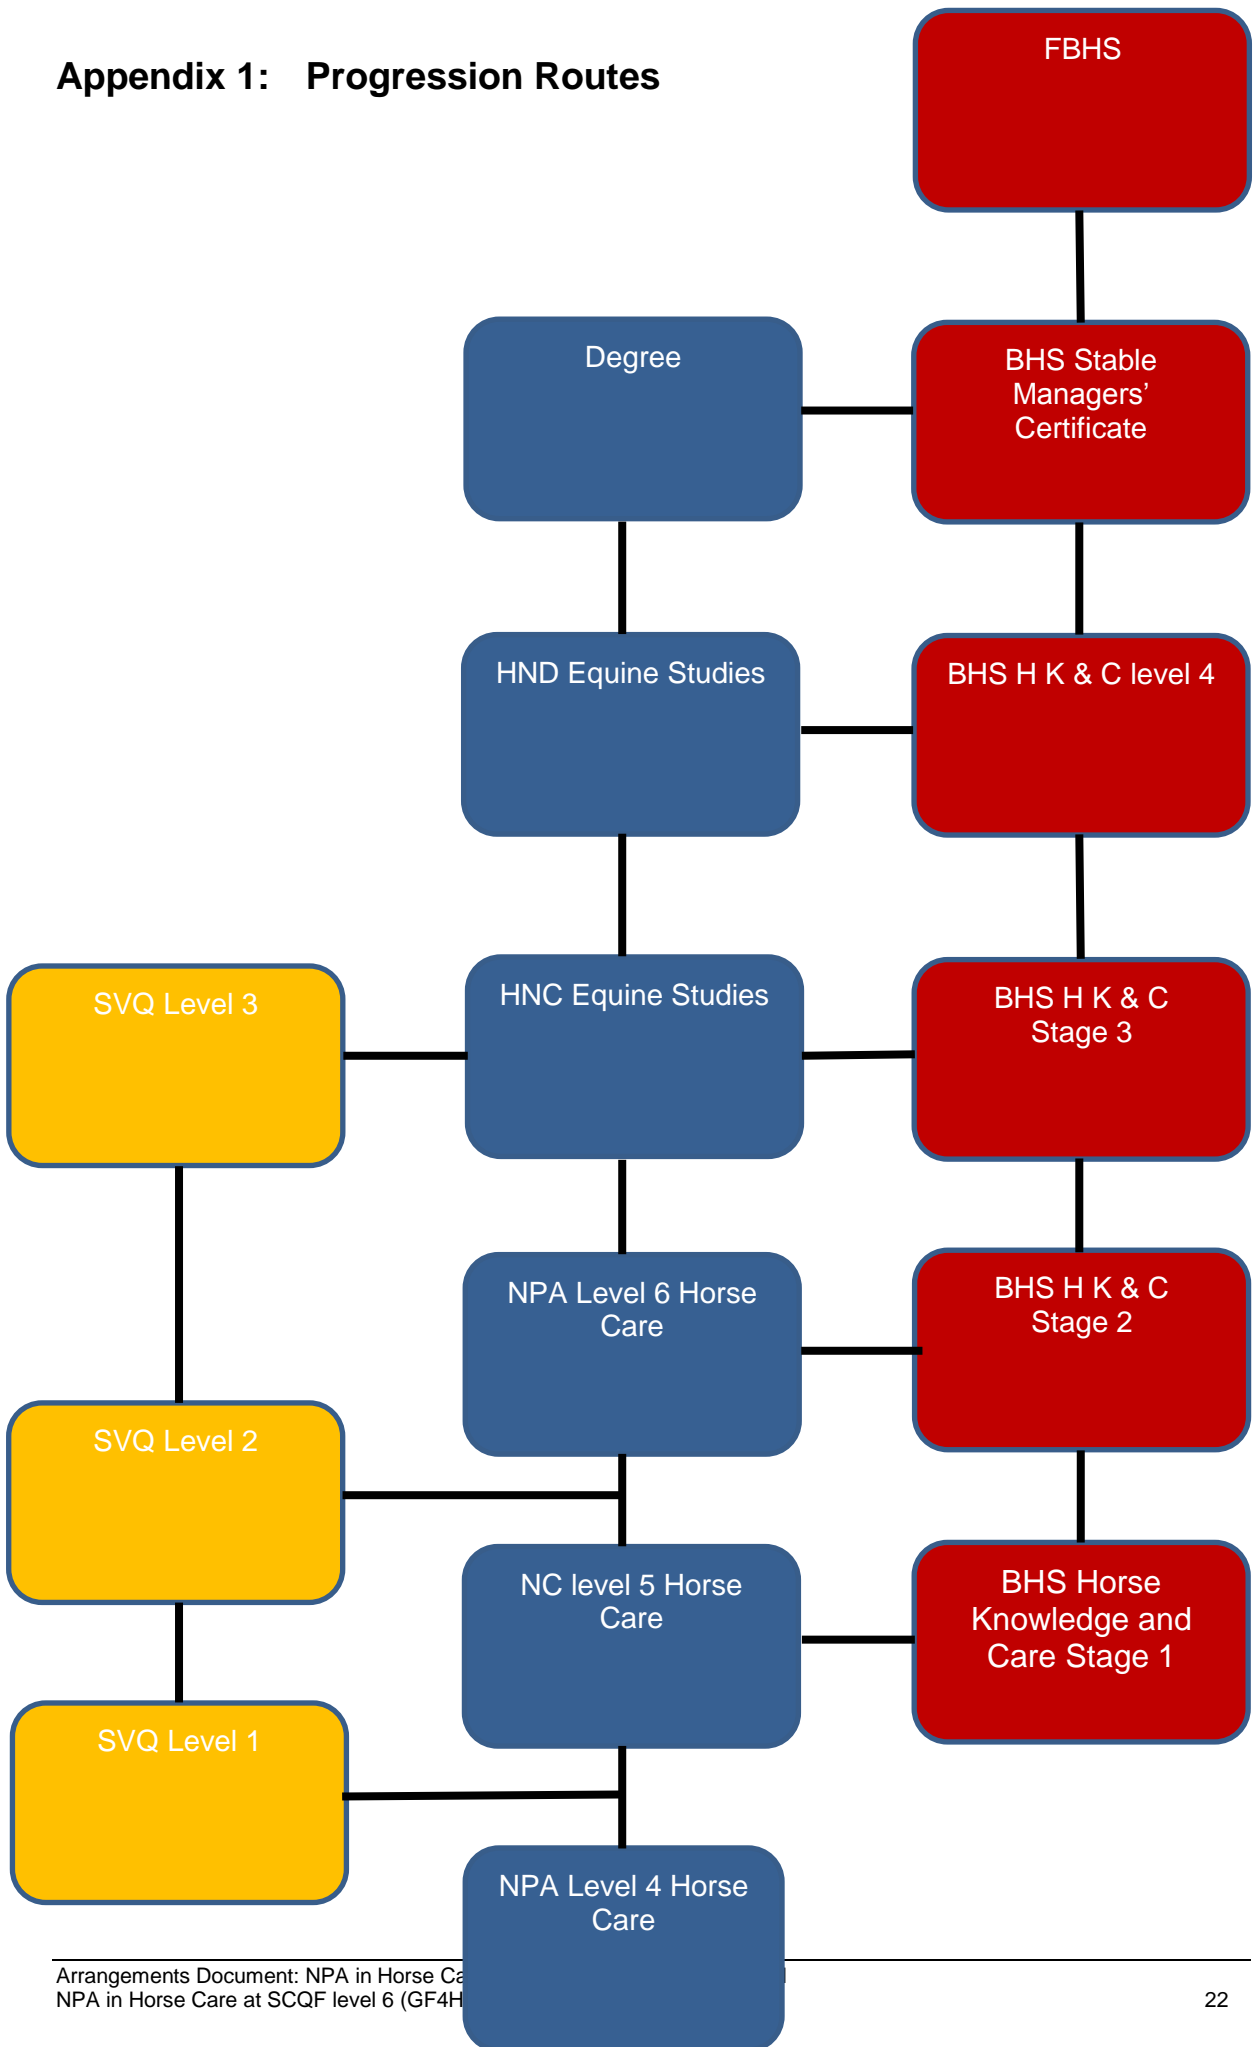 Appendix 1: Progression Routes
FBHS
Degree
BHS Stable
Managers’
Certificate
HND Equine Studies
BHS H K & C level 4
SVQ Level 3
HNC Equine Studies
BHS H K & C
Stage 3
NPA Level 6 Horse
Care
BHS H K & C
Stage 2
SVQ Level 2
NC level 5 Horse
Care
BHS Horse
Knowledge and
Care Stage 1
SVQ Level 1
NPA Level 4 Horse
Care
Arrangements Document: NPA in Horse
NPA in Horse Care at SCQF level 6 (GF4H
22